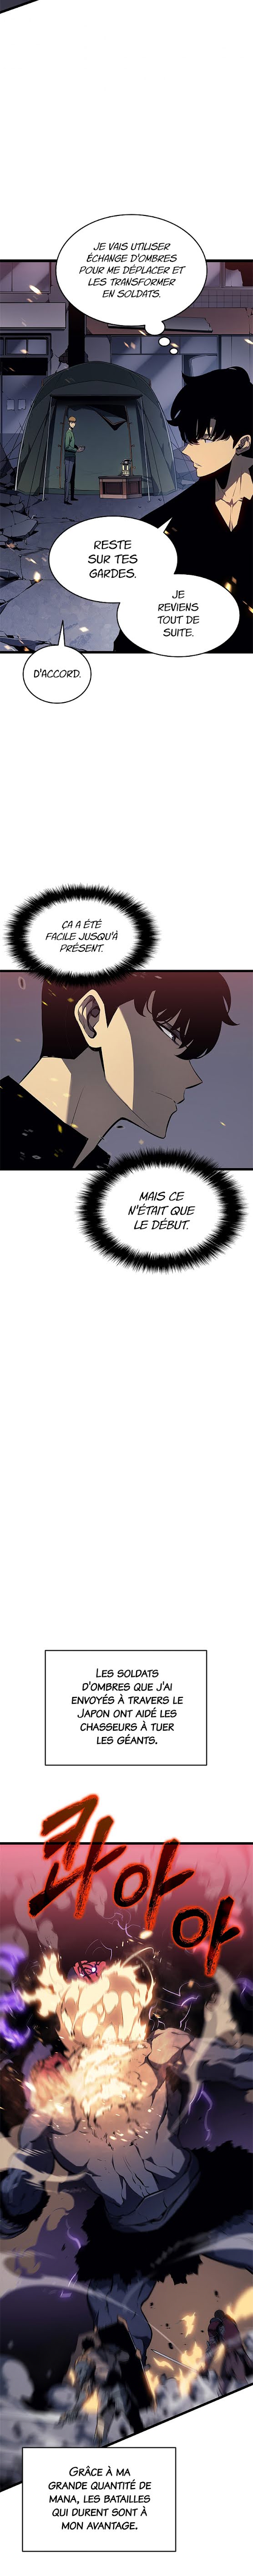 JE VAIS UTILISER
ÉCHANGE D'OMBRES
POUR ME DÉPLACER ET
LES TRANSFORMER
EN SOLDATS.
RESTE
SUR TES
GARDES.
JE
REVIENS
TOUT DE
SUITE.
D'ACCORD.
ÇA A ÉTÉ
FACILE JUSQU'À
PRÉSENT.
MAIS CE
N'ÉTAIT QUE
LE DÉBUT.
LES SOLDATS
D'OMBRES QUE J'AI
ENVOYÉS À TRAVERS LE
JAPON ONT AIDÉ LES
CHASSEURS À TUER
LES GÉANTS.
콰아아
GRÂCE À MA
GRANDE QUANTITÉ DE
MANA, LES BATAILLES
QUI DURENT SONT À
MON AVANTAGE.